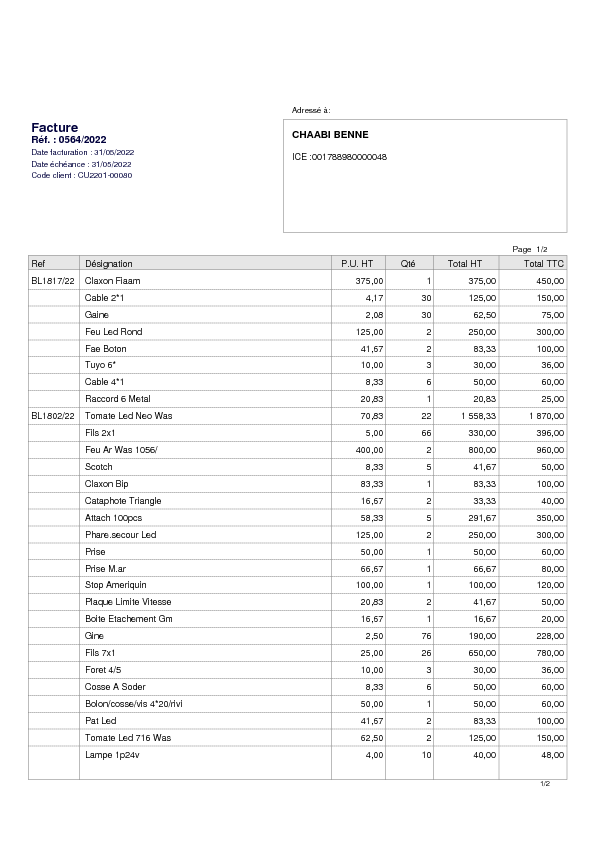 Adressé à:
Facture
Réf. : 0564/2022
Date facturation : 31/05/2022
Date échéance : 31/05/2022
Code client : CU2201-00080
CHAABI BENNE
ICE :001788980000048
Page 1/2
Ref Désignation P.U. HT Qté Total HT Total TTC
BL1817/22 Claxon Fiaam 375,00 1 375,00 450,00
Cable 2*1 4,17 30 125,00 150,00
Gaine 2,08 30 62,50 75,00
Feu Led Rond 125,00 2 250,00 300,00
Fae Boton 41,67 2 83,33 100,00
Tuyo 6* 10,00 3 30,00 36,00
Cable 4*1 8,33 6 50,00 60,00
Raccord 6 Metal 20,83 1 20,83 25,00
BL1802/22 Tomate Led Neo Was 70,83 22 1 558,33 1 870,00
Fils 2x1 5,00 66 330,00 396,00
Feu Ar Was 1056/ 400,00 2 800,00 960,00
Scotch 8,33 5 41,67 50,00
Claxon Bip 83,33 1 83,33 100,00
Cataphote Triangle 16,67 2 33,33 40,00
Attach 100pcs 58,33 5 291,67 350,00
Phare.secour Led 125,00 2 250,00 300,00
Prise 50,00 1 50,00 60,00
Prise M.ar 66,67 1 66,67 80,00
Stop Ameriquin 100,00 1 100,00 120,00
Plaque Limite Vitesse 20,83 2 41,67 50,00
Boite Etachement Gm 16,67 1 16,67 20,00
Gine 2,50 76 190,00 228,00
Fils 7x1 25,00 26 650,00 780,00
Foret 4/5 10,00 3 30,00 36,00
Cosse A Soder 8,33 6 50,00 60,00
Bolon/cosse/vis 4*20/rivi 50,00 1 50,00 60,00
Pat Led 41,67 2 83,33 100,00
Tomate Led 716 Was 62,50 2 125,00 150,00
Lampe 1p24v 4,00 10 40,00 48,00
1/2